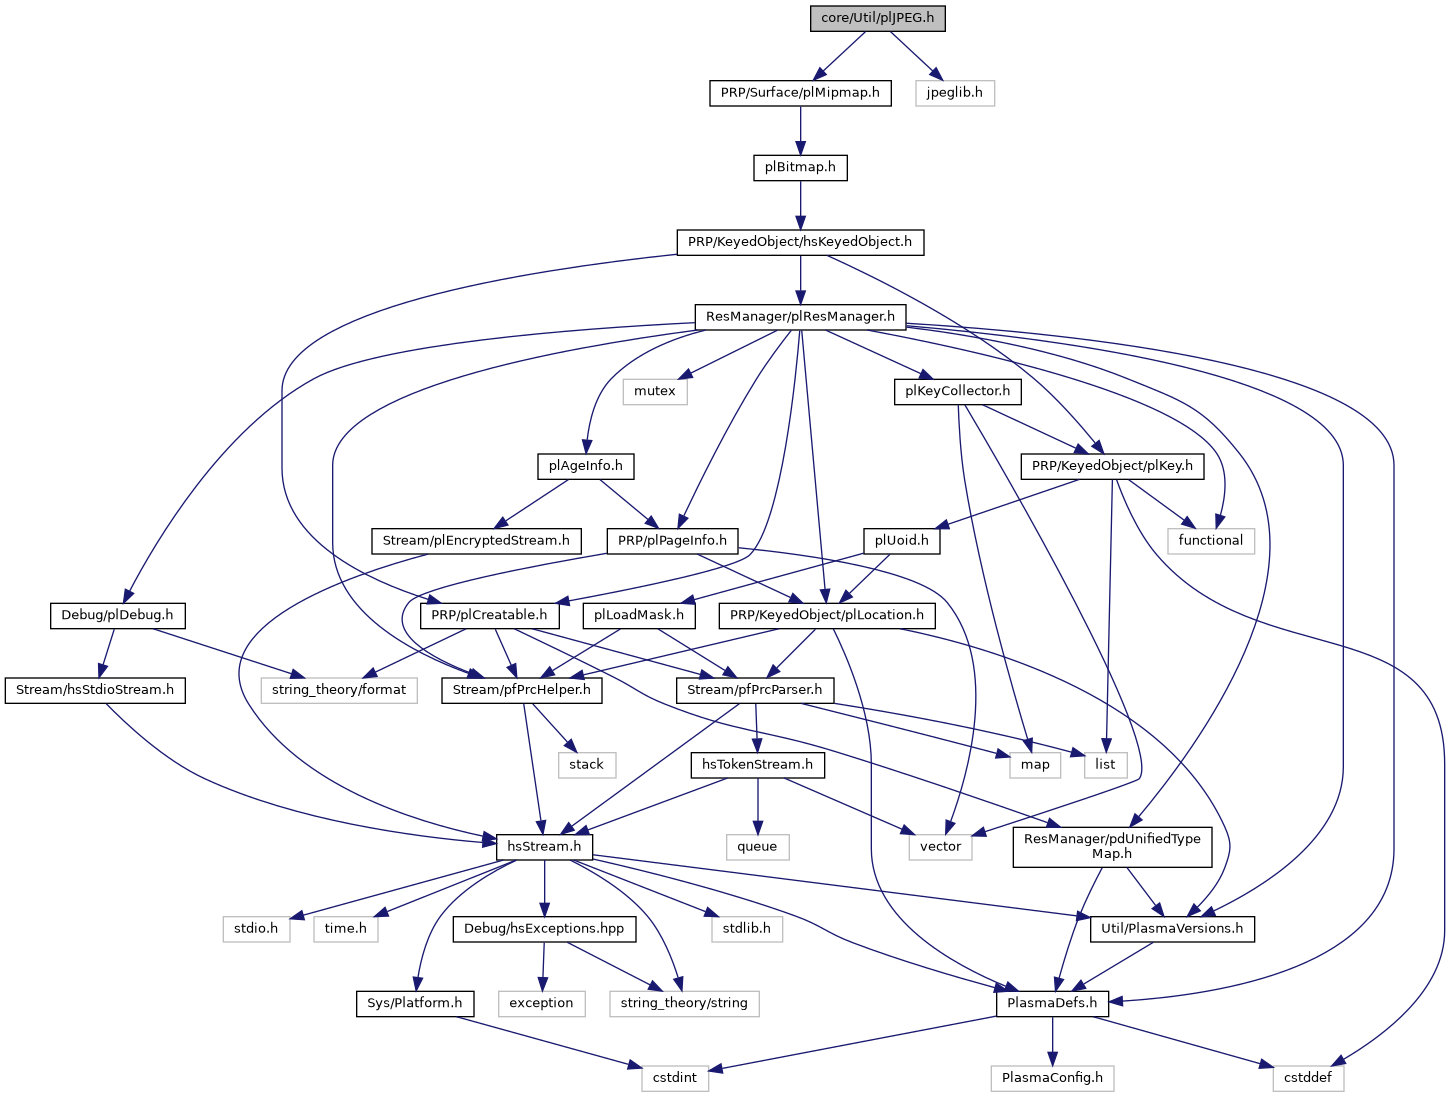 core/Util/plJPEG.h
PRP/Surface/plMipmap.h
jpeglib.h
plBitmap.h
PRP/KeyedObject/hsKeyedObject.h
ResManager/plResManager.h
mutex
plKeyCollector.h
plAgeInfo.h
PRP/KeyedObject/plKey.h
Stream/plEncryptedStream.h
PRP/plPageInfo.h
plUoid.h
functional
Debug/plDebug.h
PRP/plCreatable.h
plLoadMask.h
PRP/KeyedObject/plLocation.h
Stream/hsStdioStream.h
string_theory/format
Stream/pfPrcHelper.h
Stream/pfPrcParser.h
stack
hsTokenStream.h
map
list
hsStream.h
queue
vector
ResManager/pdUnifiedType
Map.h
stdio.h
time.h
Debug/hsExceptions.hpp
stdlib.h
Util/PlasmaVersions.h
Sys/Platform.h
exception
string_theory/string
PlasmaDefs.h
cstdint
PlasmaConfig.h
cstddef